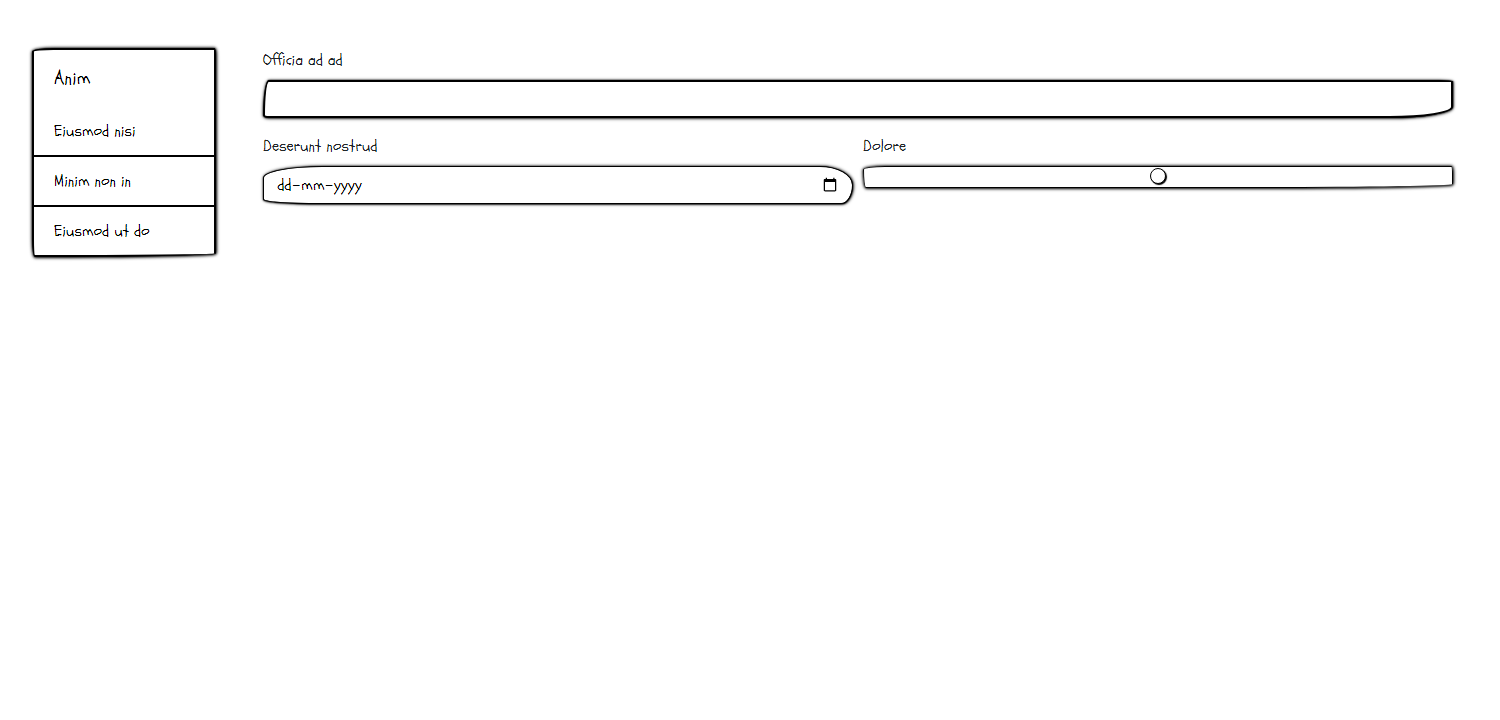 Anim
Eiusmod nisi
Minim non in
Eiusmod ut do
Officia ad ad
Deserunt nostrud
dd-mm-yyyy
Dolore